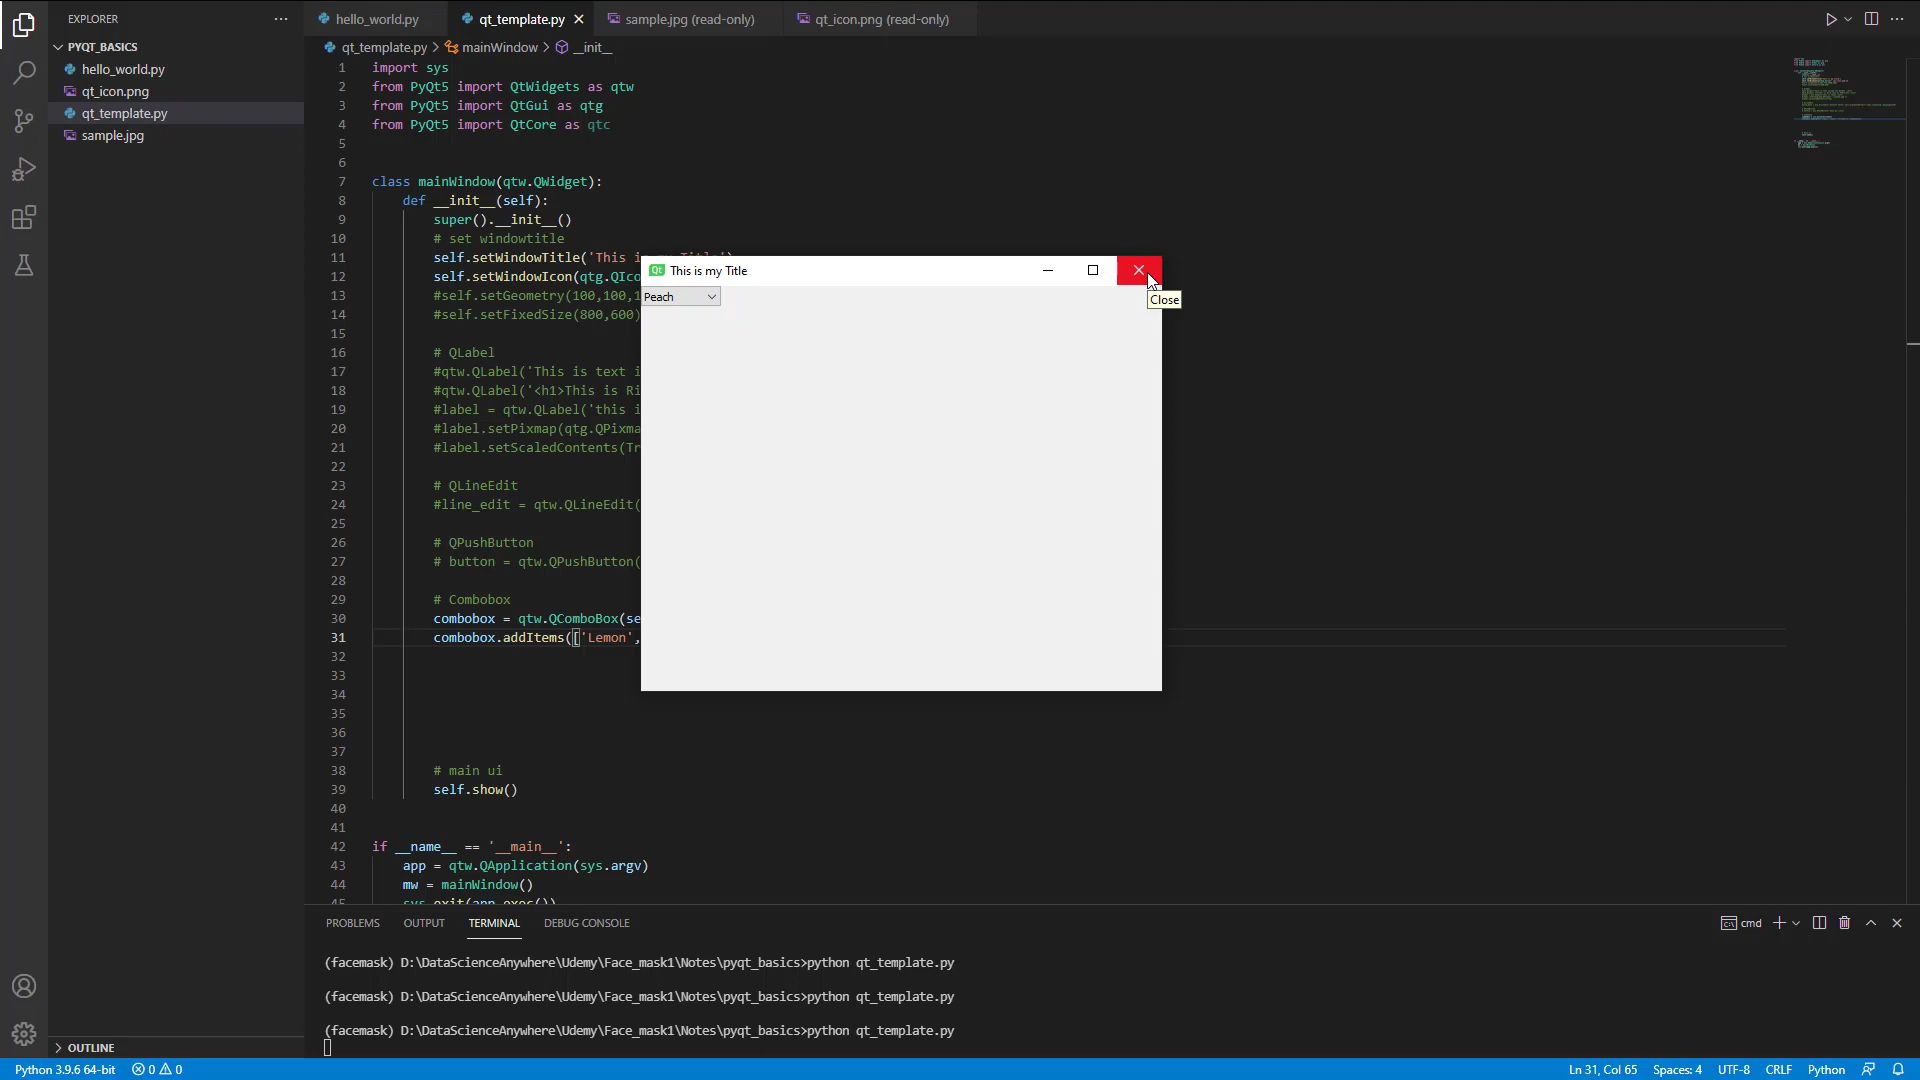 EXPLORER
PYQT_BASICS
hello_world.py
qt_icon.png
qt_template.py
sample.jpg
OUTLINE
hello_world.py
qt_template.py
sample.jpg (read-only)
qt_icon.png (read-only)
qt_template.py > mainWindow > __init__
1 import sys
2 from PyQt5 import QtWidgets as qtw
3 from PyQt5 import QtGui as qtg
4 from PyQt5 import QtCore as qtc
5
6
7 class mainWindow(qtw.QWidget):
8 def __init__(self):
9 super().__init__()
10 # set windowtitle
11 self.setWindowTitle('This is my Title')
12 self.setWindowIcon(qtg.QIco
13 #self.setGeometry(100,100,1
14 #self.setFixedSize(800,600)
15
16 # QLabel
17 #qtw.QLabel('This is text i
18 #qtw.QLabel('<h1>This is Ri
19 #label = qtw.QLabel('this i
20 #label.setPixmap(qtg.QPixma
21 #label.setScaledContents(Tr
22
23 # QLineEdit
24 #line_edit = qtw.QLineEdit(
25
26 # QPushButton
27 # button = qtw.QPushButton(
28
29 # Combobox
30 combobox = qtw.QComboBox(se
31 combobox.addItems(['Lemon',
32
33
34
35
36
37
38 # main ui
39 self.show()
40
41
42 if __name__ == '__main__':
43 app = qtw.QApplication(sys.argv)
44 mw = mainWindow()
45 sys.exit(app.exec())
Qt This is my Title
Peach
Close
PROBLEMS OUTPUT TERMINAL DEBUG CONSOLE
cmd
(facemask) D:\DataScienceAnywhere\Udemy\Face_mask1\Notes\pyqt_basics>python qt_template.py
(facemask) D:\DataScienceAnywhere\Udemy\Face_mask1\Notes\pyqt_basics>python qt_template.py
(facemask) D:\DataScienceAnywhere\Udemy\Face_mask1\Notes\pyqt_basics>python qt_template.py
Python 3.9.6 64-bit 0 0
Ln 31, Col 65 Spaces: 4 UTF-8 CRLF Python